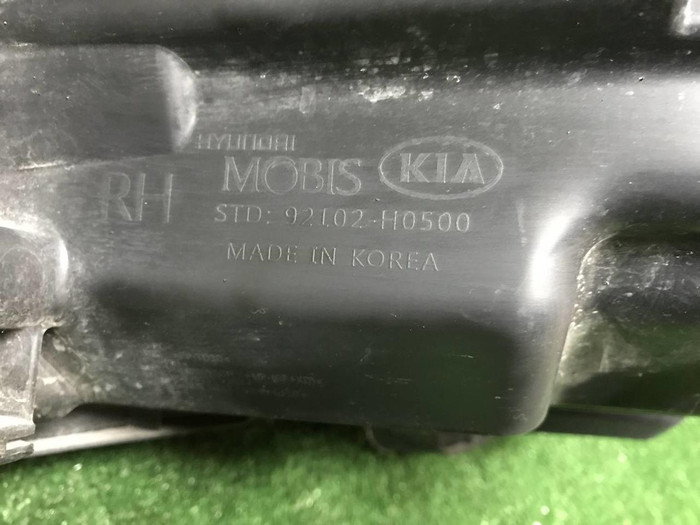 HYUNDAI
MOBIS KIA
RH
STD: 92102-H0500
MADE IN KOREA